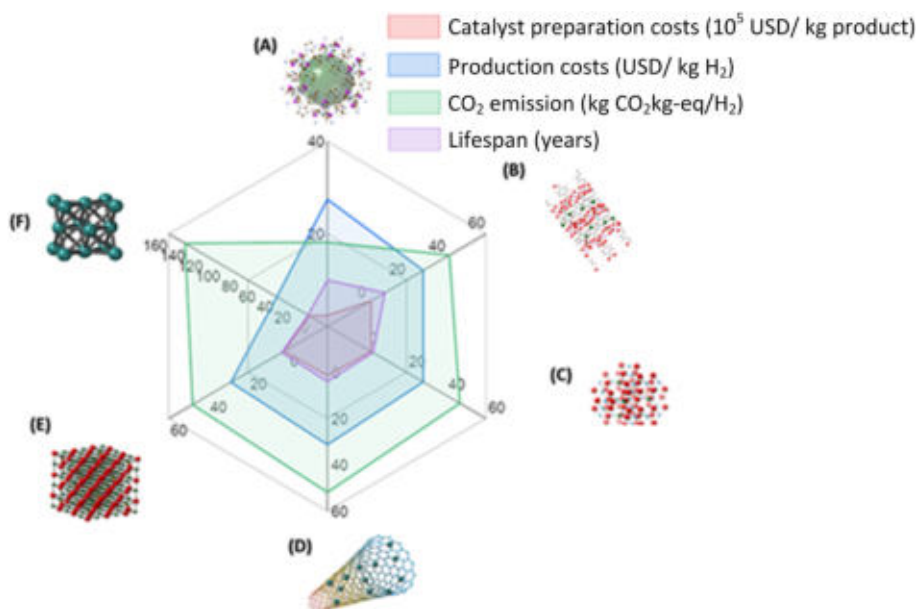 Catalyst preparation costs (10⁵ USD/ kg product)
(A)
Production costs (USD/ kg H₂)
CO₂ emission (kg CO₂kg-eq/H₂)
Lifespan (years)
40
(B)
60
(F)
160
140
120
100
80
60
40
20
20
40
20
0
0
20
40
60
(C)
0
20
40
60
(E)
0
20
40
60
(D)